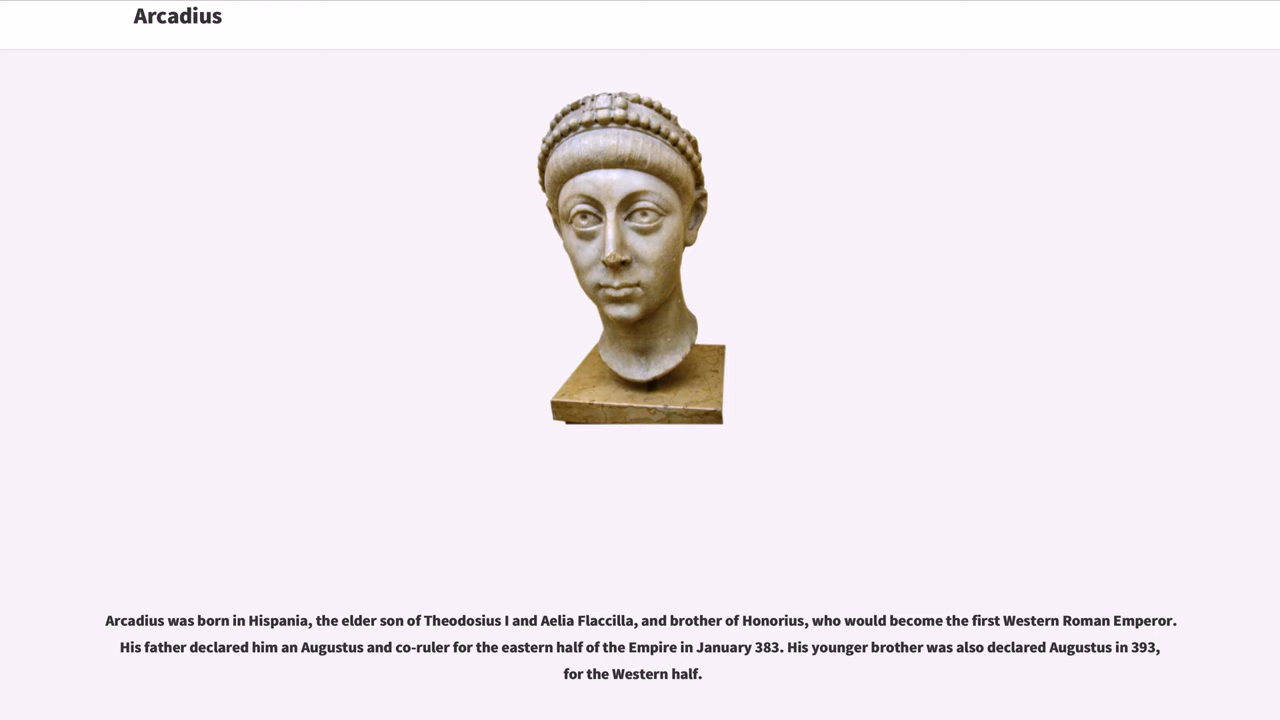 Arcadius
Arcadius was born in Hispania, the elder son of Theodosius I and Aelia Flaccilla, and brother of Honorius, who would become the first Western Roman Emperor.
His father declared him an Augustus and co-ruler for the eastern half of the Empire in January 383. His younger brother was also declared Augustus in 393,
for the Western half.